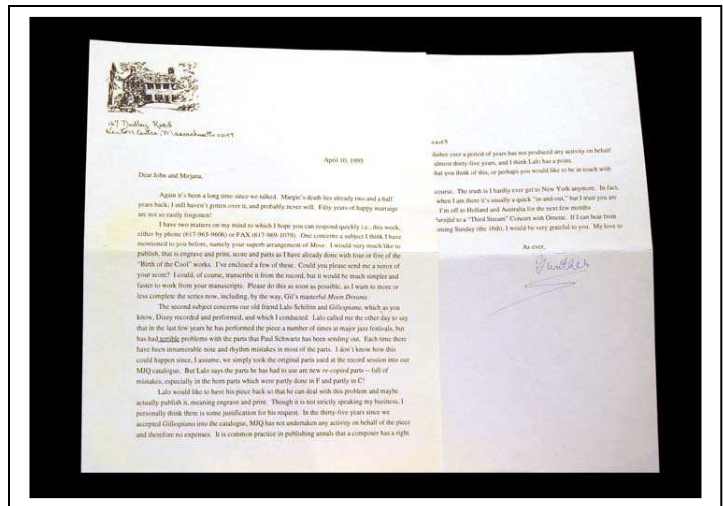 167 Dudley Road
Newton Centre, Massachusetts 02159
April 10, 1995
Dear John and Mirjana,
Again it's been a long time since we talked. Margie's death lies already two and a half
years back; I still haven't gotten over it, and probably never will. Fifty years of happy marriage
are not so easily forgotten!
I have two matters on my mind to which I hope you can respond quickly i.e., this week,
either by phone (617-965-9606) or FAX (617-969-1079). One concerns a subject I think I have
mentioned to you before, namely your superb arrangement of Move. I would very much like to
publish, that is engrave and print, score and parts as I have already done with four or five of the
"Birth of the Cool" works. I've enclosed a few of these. Could you please send me a xerox of
your score? I could, of course, transcribe it from the record, but it would be much simpler and
faster to work from your manuscripts. Please do this as soon as possible, as I want to more or
less complete the series now, including, by the way, Gil's masterful Moon Dreams.
The second subject concerns our old friend Lalo Schifrin and Gillespiana, which as you
know, Dizzy recorded and performed, and which I conducted. Lalo called me the other day to say
that in the last few years he has performed the piece a number of times at major jazz festivals, but
has had terrible problems with the parts that Paul Schwartz has been sending out. Each time there
have been innumerable note and rhythm mistakes in most of the parts. I don't know how this
could happen since, I assume, we simply took the original parts used at the record session into our
MJQ catalogue. But Lalo says the parts he has had to use are new re-copied parts – full of
mistakes, especially in the horn parts which were partly done in F and partly in C!
Lalo would like to have his piece back so that he can deal with this problem and maybe
actually publish it, meaning engrave and print. Though it is not strictly speaking my business, I
personally think there is some justification for his request. In the thirty-five years since we
accepted Gillespiana into the catalogue, MJQ has not undertaken any activity on behalf of the piece
and therefore no expenses. It is common practice in publishing annals that a composer has a right
02159
blisher over a period of years has not produced any activity on behalf
almost thirty-five years, and I think Lalo has a point.
hat you think of this, or perhaps you would like to be in touch with
course. The truth is I hardly ever get to New York anymore. In fact,
when I am there it's usually a quick "in-and-out," but I trust you are
I'm off to Holland and Australia for the next few months
to a "Third Stream" Concert with Ornette. If I can hear from
coming Sunday (the 16th), I would be very grateful to you. My love to
As ever,
Gunther